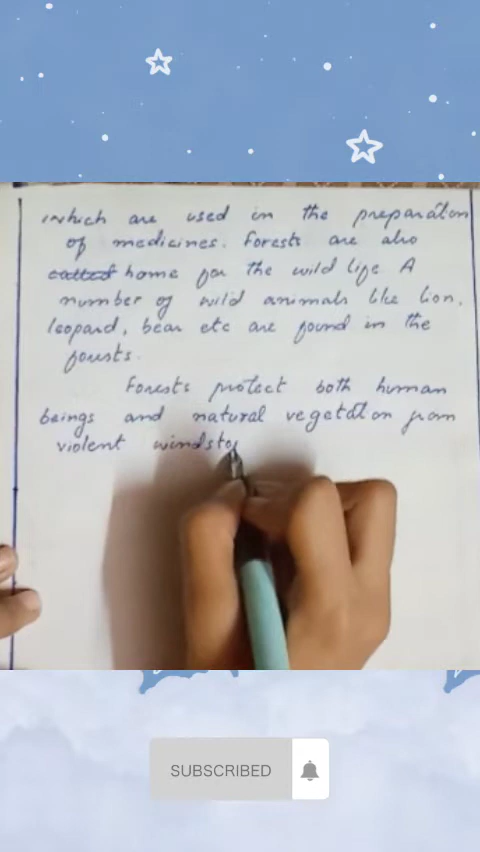 which are used in the preparation
of medicines. Forests are also
called home for the wild life A
number of wild animals like lion,
leopard, bear etc are found in the
forests.
Forests protect both human
beings and natural vegetation from
violent windsto
SUBSCRIBED